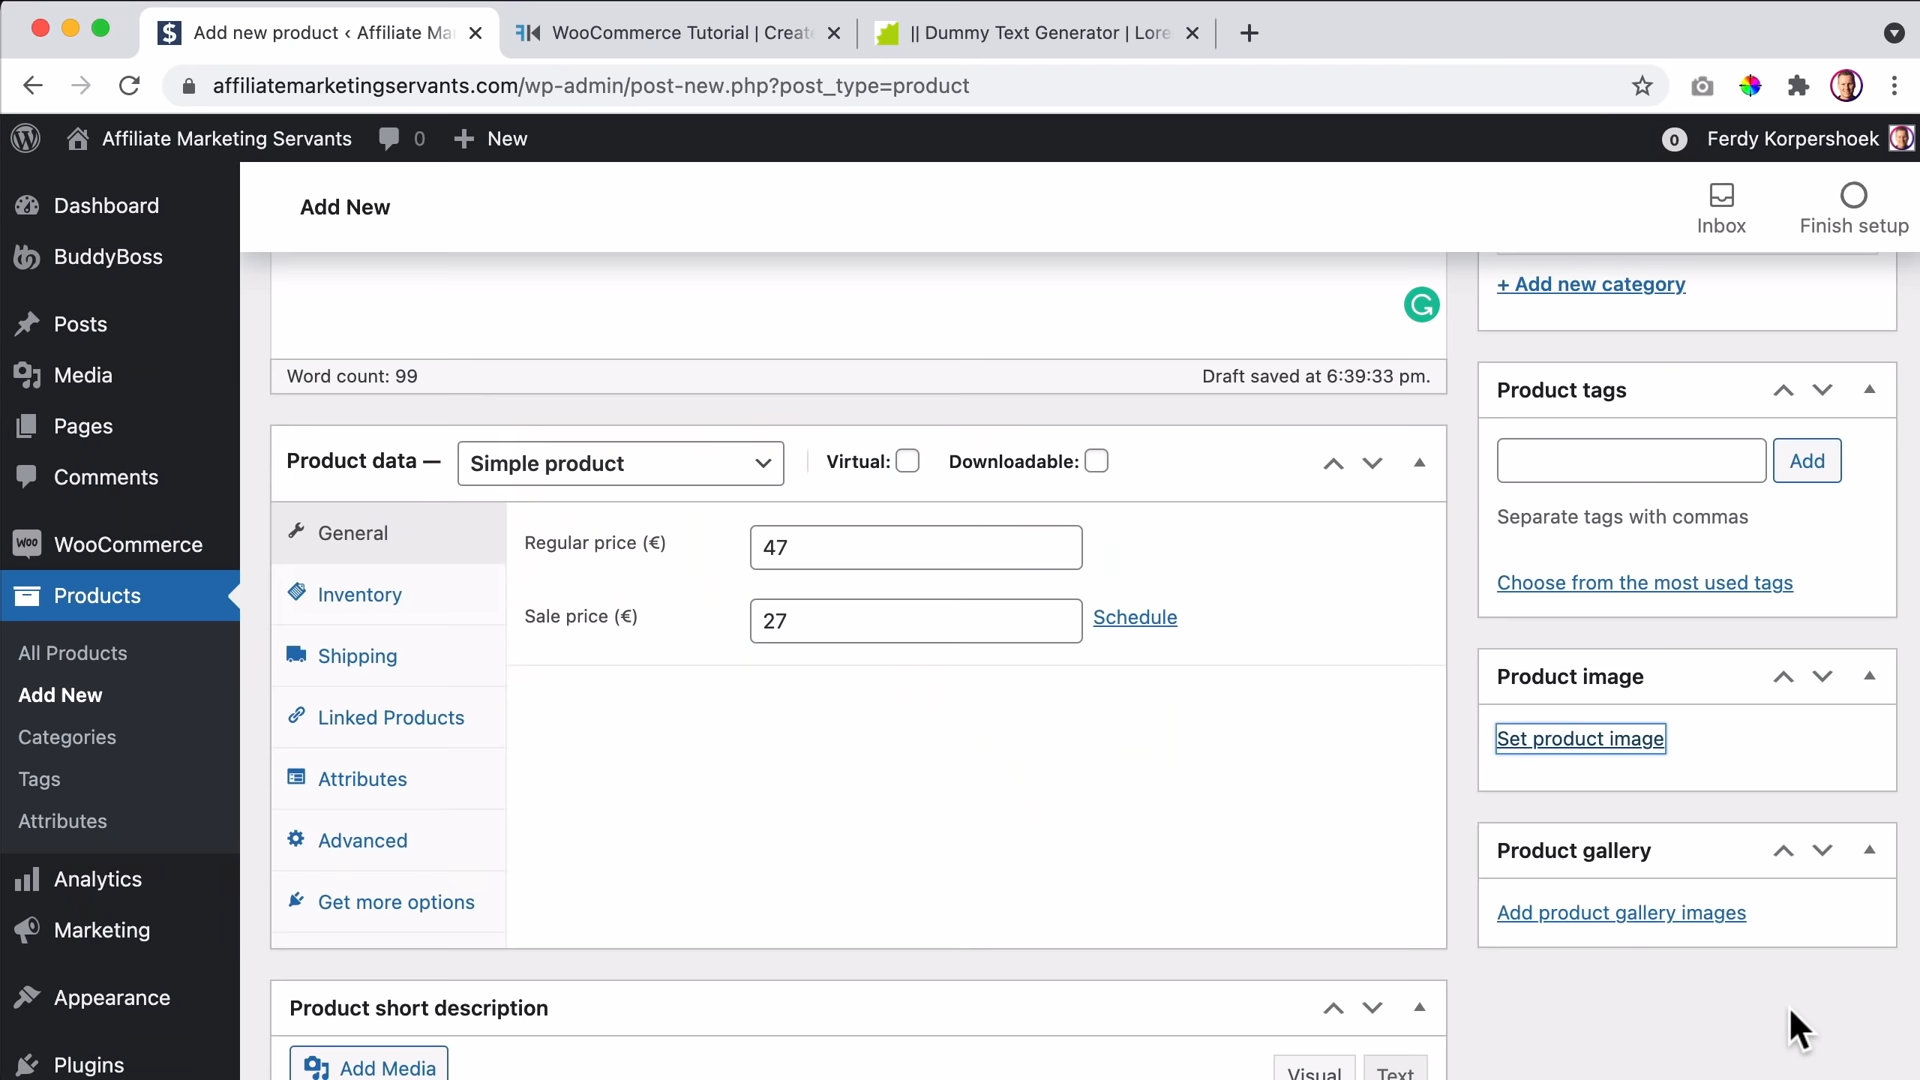 Add new product ‹ Affiliate Ma
WooCommerce Tutorial | Create
|| Dummy Text Generator | Lore
affiliatemarketingservants.com/wp-admin/post-new.php?post_type=product
Affiliate Marketing Servants
0
New
0
Ferdy Korpershoek
Dashboard
BuddyBoss
Posts
Media
Pages
Comments
WooCommerce
Products
All Products
Add New
Categories
Tags
Attributes
Analytics
Marketing
Appearance
Plugins
Add New
Inbox
Finish setup
Word count: 99
Draft saved at 6:39:33 pm.
Product data —
Simple product
Virtual:
Downloadable:
General
Inventory
Shipping
Linked Products
Attributes
Advanced
Get more options
Regular price (€)
47
Sale price (€)
27
Schedule
Product short description
Add Media
Visual
Text
+ Add new category
Product tags
Add
Separate tags with commas
Choose from the most used tags
Product image
Set product image
Product gallery
Add product gallery images